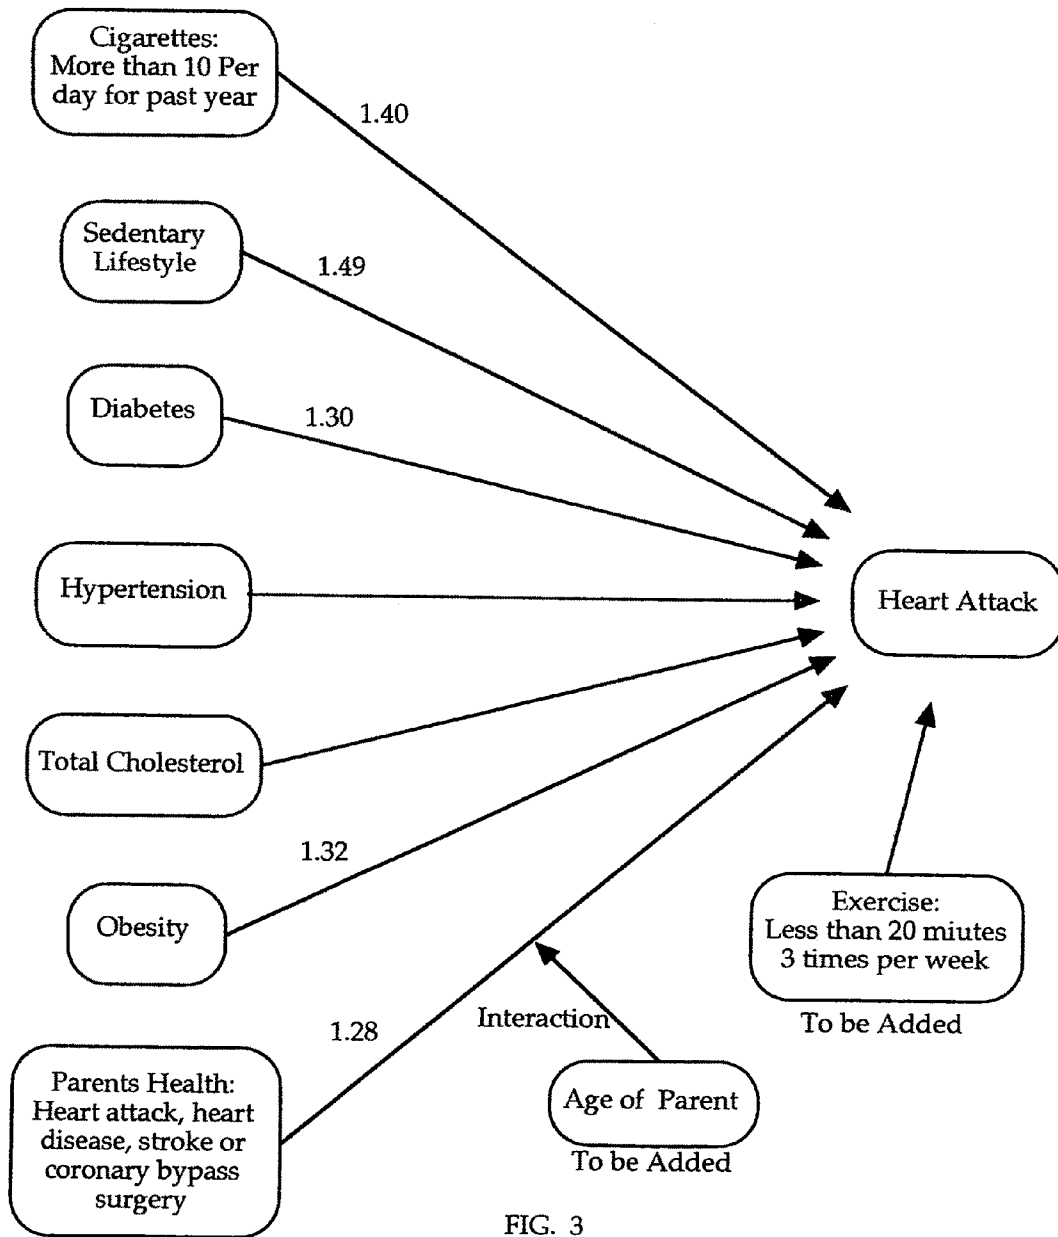 Cigarettes:
More than 10 Per
day for past year
1.40
Sedentary
Lifestyle
1.49
Diabetes
1.30
Hypertension
Heart Attack
Total Cholesterol
1.32
Obesity
Exercise:
Less than 20 miutes
3 times per week
To be Added
Interaction
1.28
Parents Health:
Heart attack, heart
disease, stroke or
coronary bypass
surgery
Age of Parent
To be Added
FIG. 3